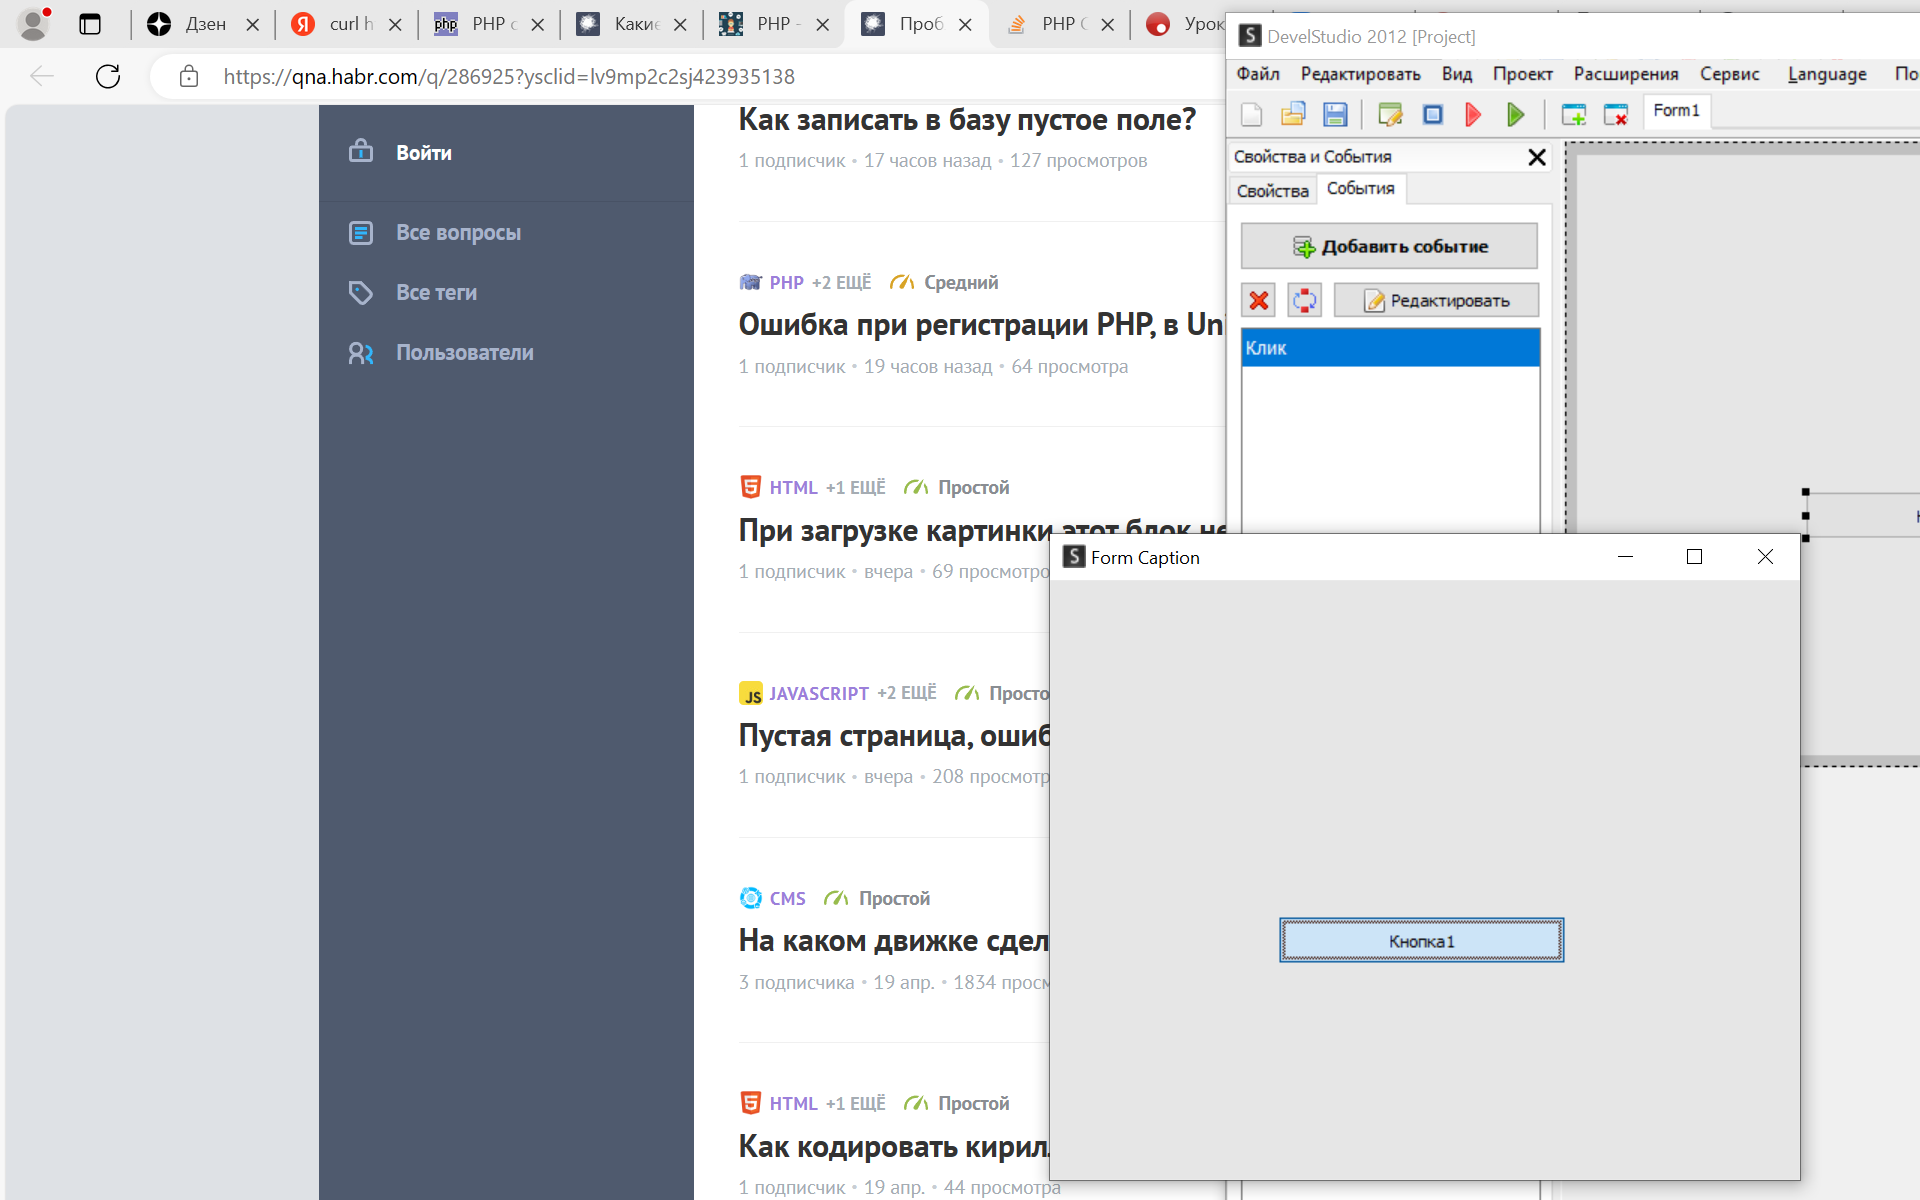 Дзен
curl h
PHP
Какие
PHP -
Проб
PHP
Урок
https://qna.habr.com/q/286925?ysclid=lv9mp2c2sj423935138
Войти
Все вопросы
Все теги
Пользователи
Как записать в базу пустое поле?
1 подписчик • 17 часов назад • 127 просмотров
PHP +2 ЕЩЁ Средний
Ошибка при регистрации PHP, в Un
1 подписчик • 19 часов назад • 64 просмотра
HTML +1 ЕЩЁ Простой
При загрузке картинки этот блок не
1 подписчик • вчера • 69 просмотро
JS JAVASCRIPT +2 ЕЩЁ Просто
Пустая страница, ошиб
1 подписчик • вчера • 208 просмотр
CMS Простой
На каком движке сдел
3 подписчика • 19 апр. • 1834 просм
HTML +1 ЕЩЁ Простой
Как кодировать кирил
1 подписчик • 19 апр. • 44 просмотра
DevelStudio 2012 [Project]
Файл Редактировать Вид Проект Расширения Сервис Language По
Form1
Свойства и События
Свойства События
Добавить событие
Редактировать
Клик
Form Caption
Кнопка1